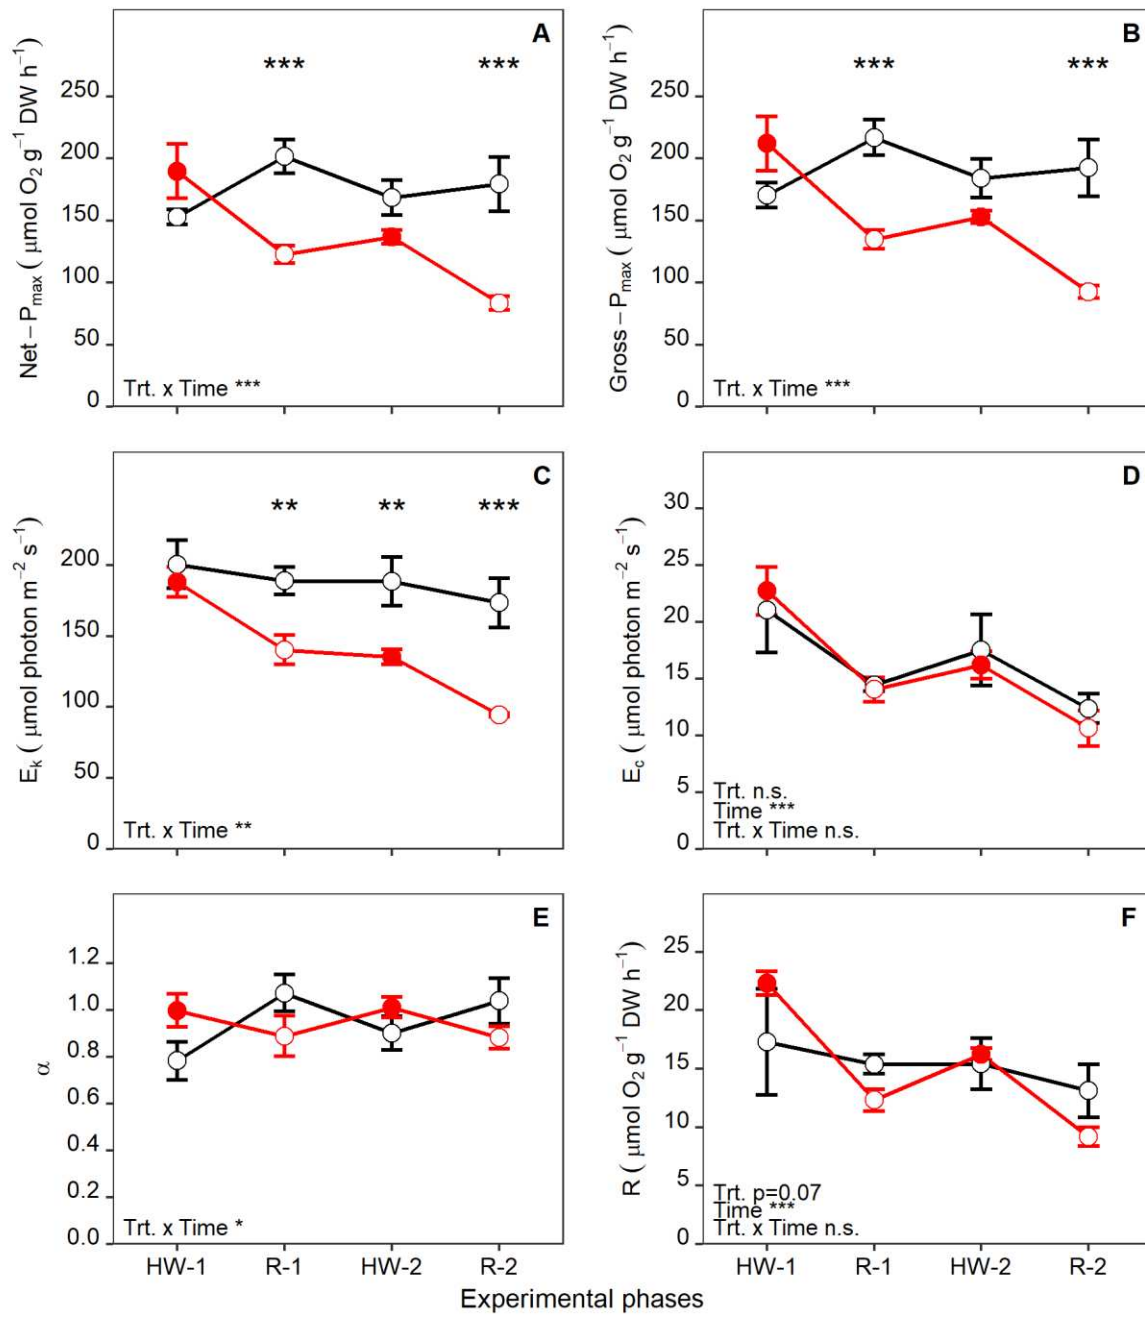 A
*** ***
250
200
150
100
50
0
Net – Pmax ( µmol O2 g−1 DW h−1)
Trt. x Time ***
B
*** ***
250
200
150
100
50
0
Gross – Pmax ( µmol O2 g−1 DW h−1)
Trt. x Time ***
C
** ** ***
200
150
100
50
0
Ek ( µmol photon m−2 s−1)
Trt. x Time **
D
30
25
20
15
10
5
0
Ec ( µmol photon m−2 s−1)
Trt. n.s.
Time ***
Trt. x Time n.s.
E
1.2
1.0
0.8
0.6
0.4
0.2
0.0
α
Trt. x Time *
HW-1 R-1 HW-2 R-2
F
25
20
15
10
5
0
R ( µmol O2 g−1 DW h−1)
Trt. p=0.07
Time ***
Trt. x Time n.s.
HW-1 R-1 HW-2 R-2
Experimental phases